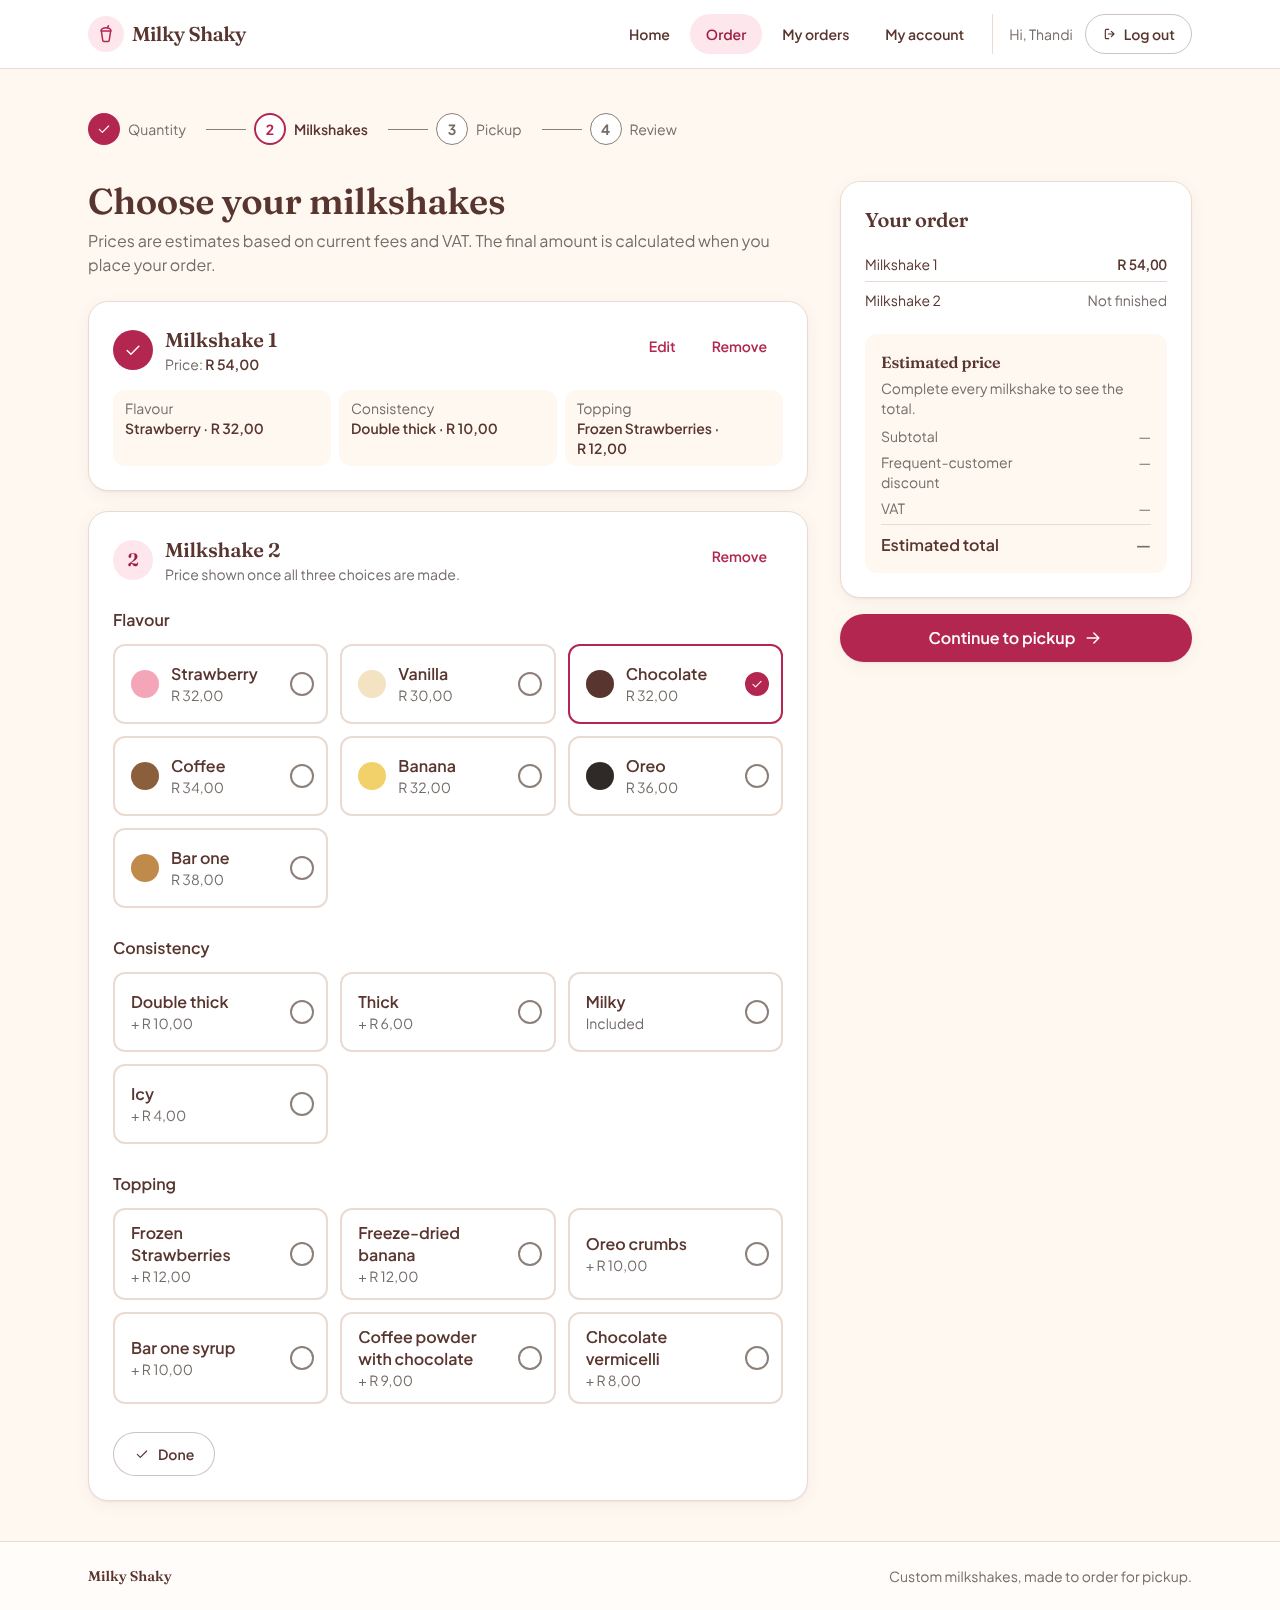 Milky Shaky
Home
Order
My orders
My account
Hi, Thandi
Log out
Quantity
2
Milkshakes
3
Pickup
4
Review
Choose your milkshakes
Prices are estimates based on current fees and VAT. The final amount is calculated when you
place your order.
Milkshake 1
Price: R 54,00
Edit
Remove
Flavour
Strawberry · R 32,00
Consistency
Double thick · R 10,00
Topping
Frozen Strawberries ·
R 12,00
2
Milkshake 2
Price shown once all three choices are made.
Remove
Flavour
Strawberry
R 32,00
Vanilla
R 30,00
Chocolate
R 32,00
Coffee
R 34,00
Banana
R 32,00
Oreo
R 36,00
Bar one
R 38,00
Consistency
Double thick
+ R 10,00
Thick
+ R 6,00
Milky
Included
Icy
+ R 4,00
Topping
Frozen
Strawberries
+ R 12,00
Freeze-dried
banana
+ R 12,00
Oreo crumbs
+ R 10,00
Bar one syrup
+ R 10,00
Coffee powder
with chocolate
+ R 9,00
Chocolate
vermicelli
+ R 8,00
Done
Your order
Milkshake 1
R 54,00
Milkshake 2
Not finished
Estimated price
Complete every milkshake to see the
total.
Subtotal
—
Frequent-customer
discount
—
VAT
—
Estimated total
—
Continue to pickup
Milky Shaky
Custom milkshakes, made to order for pickup.